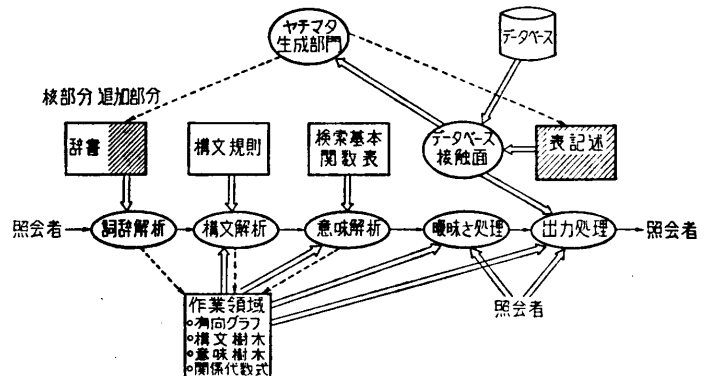 ヤチマタ
生成部門
データベース
核部分 追加部分
辞書
構文規則
検索基本
関数表
データベース
接触面
表記述
照会者
詞辞解析
構文解析
意味解析
曖昧さ処理
出力処理
照会者
照会者
作業領域
○有向グラフ
○構文樹木
○意味樹木
○関係代数式